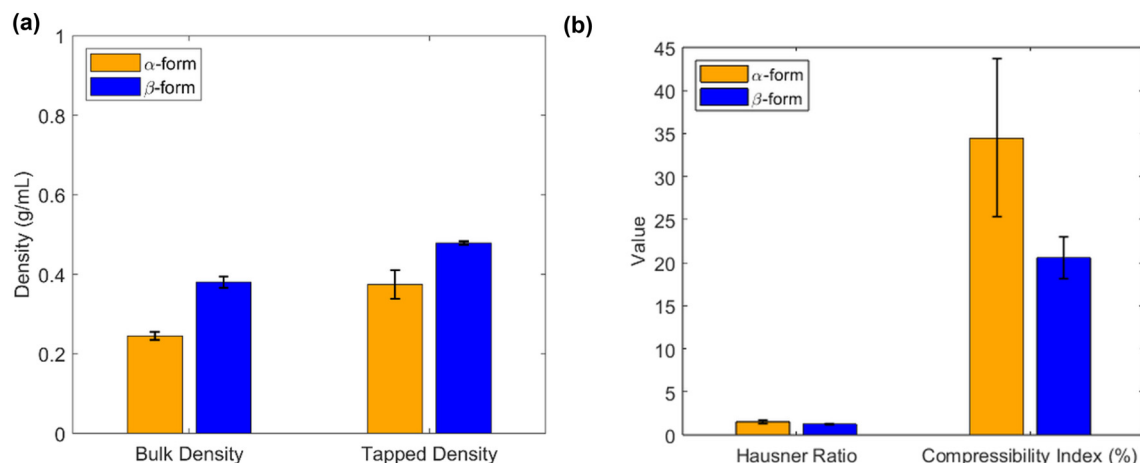 (a)
1
α-form
β-form
0.8
0.6
0.4
0.2
0
Density (g/mL)
Bulk Density Tapped Density
(b)
45
α-form
β-form
40
35
30
25
20
15
10
5
0
Value
Hausner Ratio Compressibility Index (%)